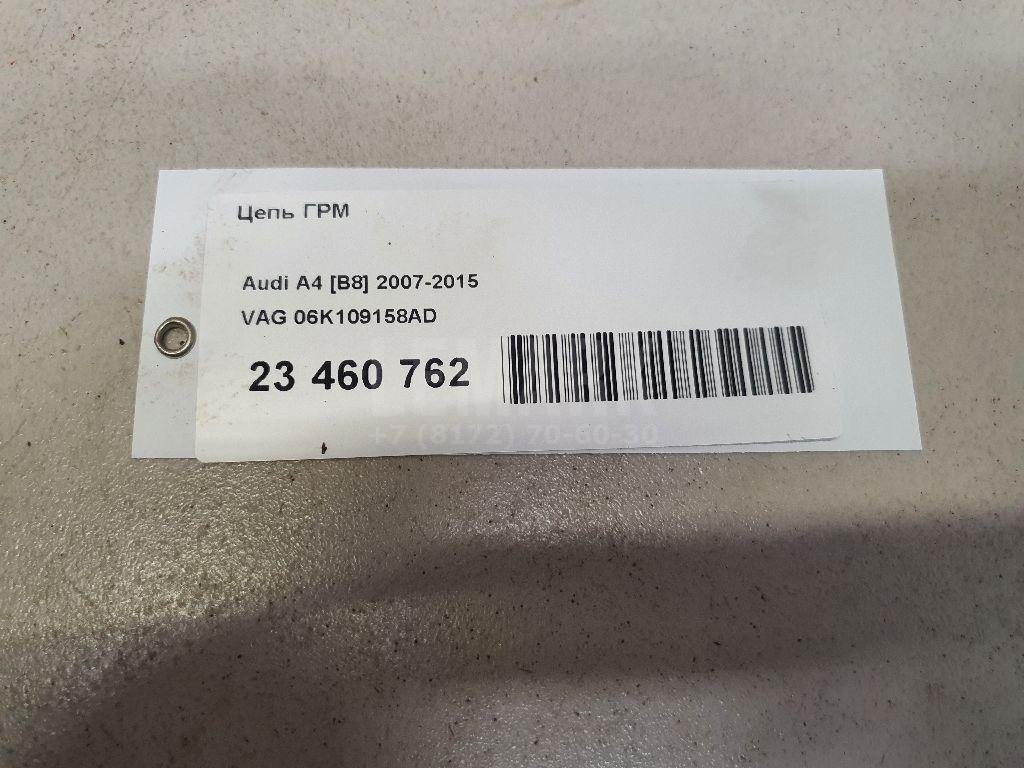 Цепь ГРМ
Audi A4 [B8] 2007-2015
VAG 06K109158AD
23 460 762
+7 (8172) 70-60-30